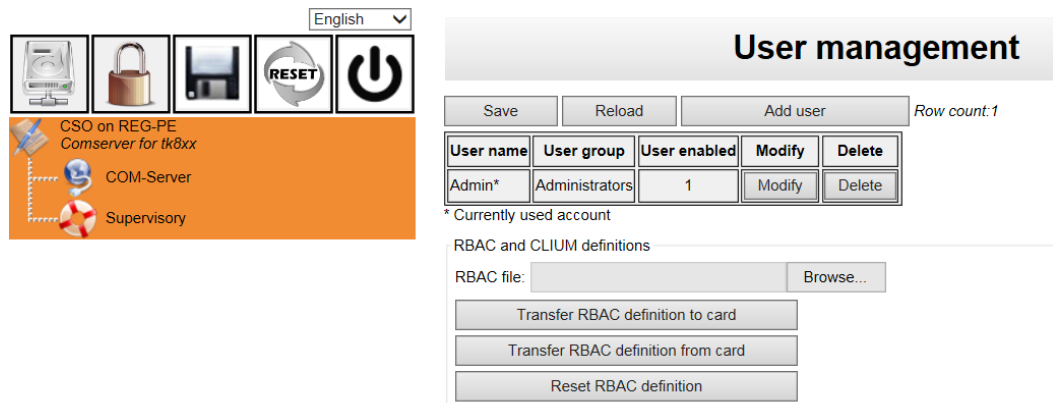 English
RESET
CSO on REG-PE
Comserver for tk8xx
COM-Server
Supervisory
User management
Save Reload Add user Row count:1
User name User group User enabled Modify Delete
Admin* Administrators 1 Modify Delete
* Currently used account
RBAC and CLIUM definitions
RBAC file: Browse...
Transfer RBAC definition to card
Transfer RBAC definition from card
Reset RBAC definition